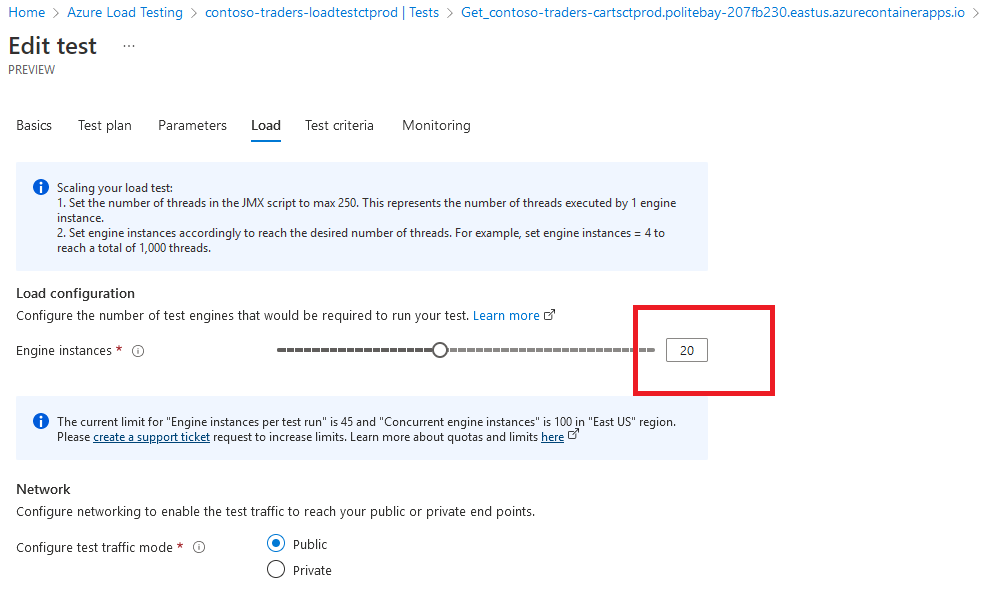 Home > Azure Load Testing > contoso-traders-loadtestctprod | Tests > Get_contoso-traders-cartsctprod.politebay-207fb230.eastus.azurecontainerapps.io >
Edit test ...
PREVIEW
Basics Test plan Parameters Load Test criteria Monitoring
Scaling your load test:
1. Set the number of threads in the JMX script to max 250. This represents the number of threads executed by 1 engine
instance.
2. Set engine instances accordingly to reach the desired number of threads. For example, set engine instances = 4 to
reach a total of 1,000 threads.
Load configuration
Configure the number of test engines that would be required to run your test. Learn more
Engine instances * 20
The current limit for "Engine instances per test run" is 45 and "Concurrent engine instances" is 100 in "East US" region.
Please create a support ticket request to increase limits. Learn more about quotas and limits here
Network
Configure networking to enable the test traffic to reach your public or private end points.
Configure test traffic mode * Public
Private